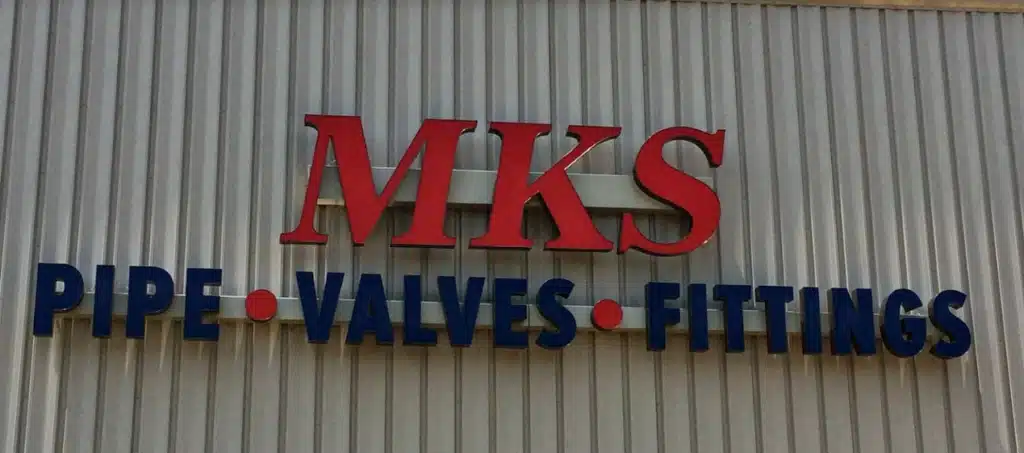 MKS
PIPE • VALVES • FITTINGS